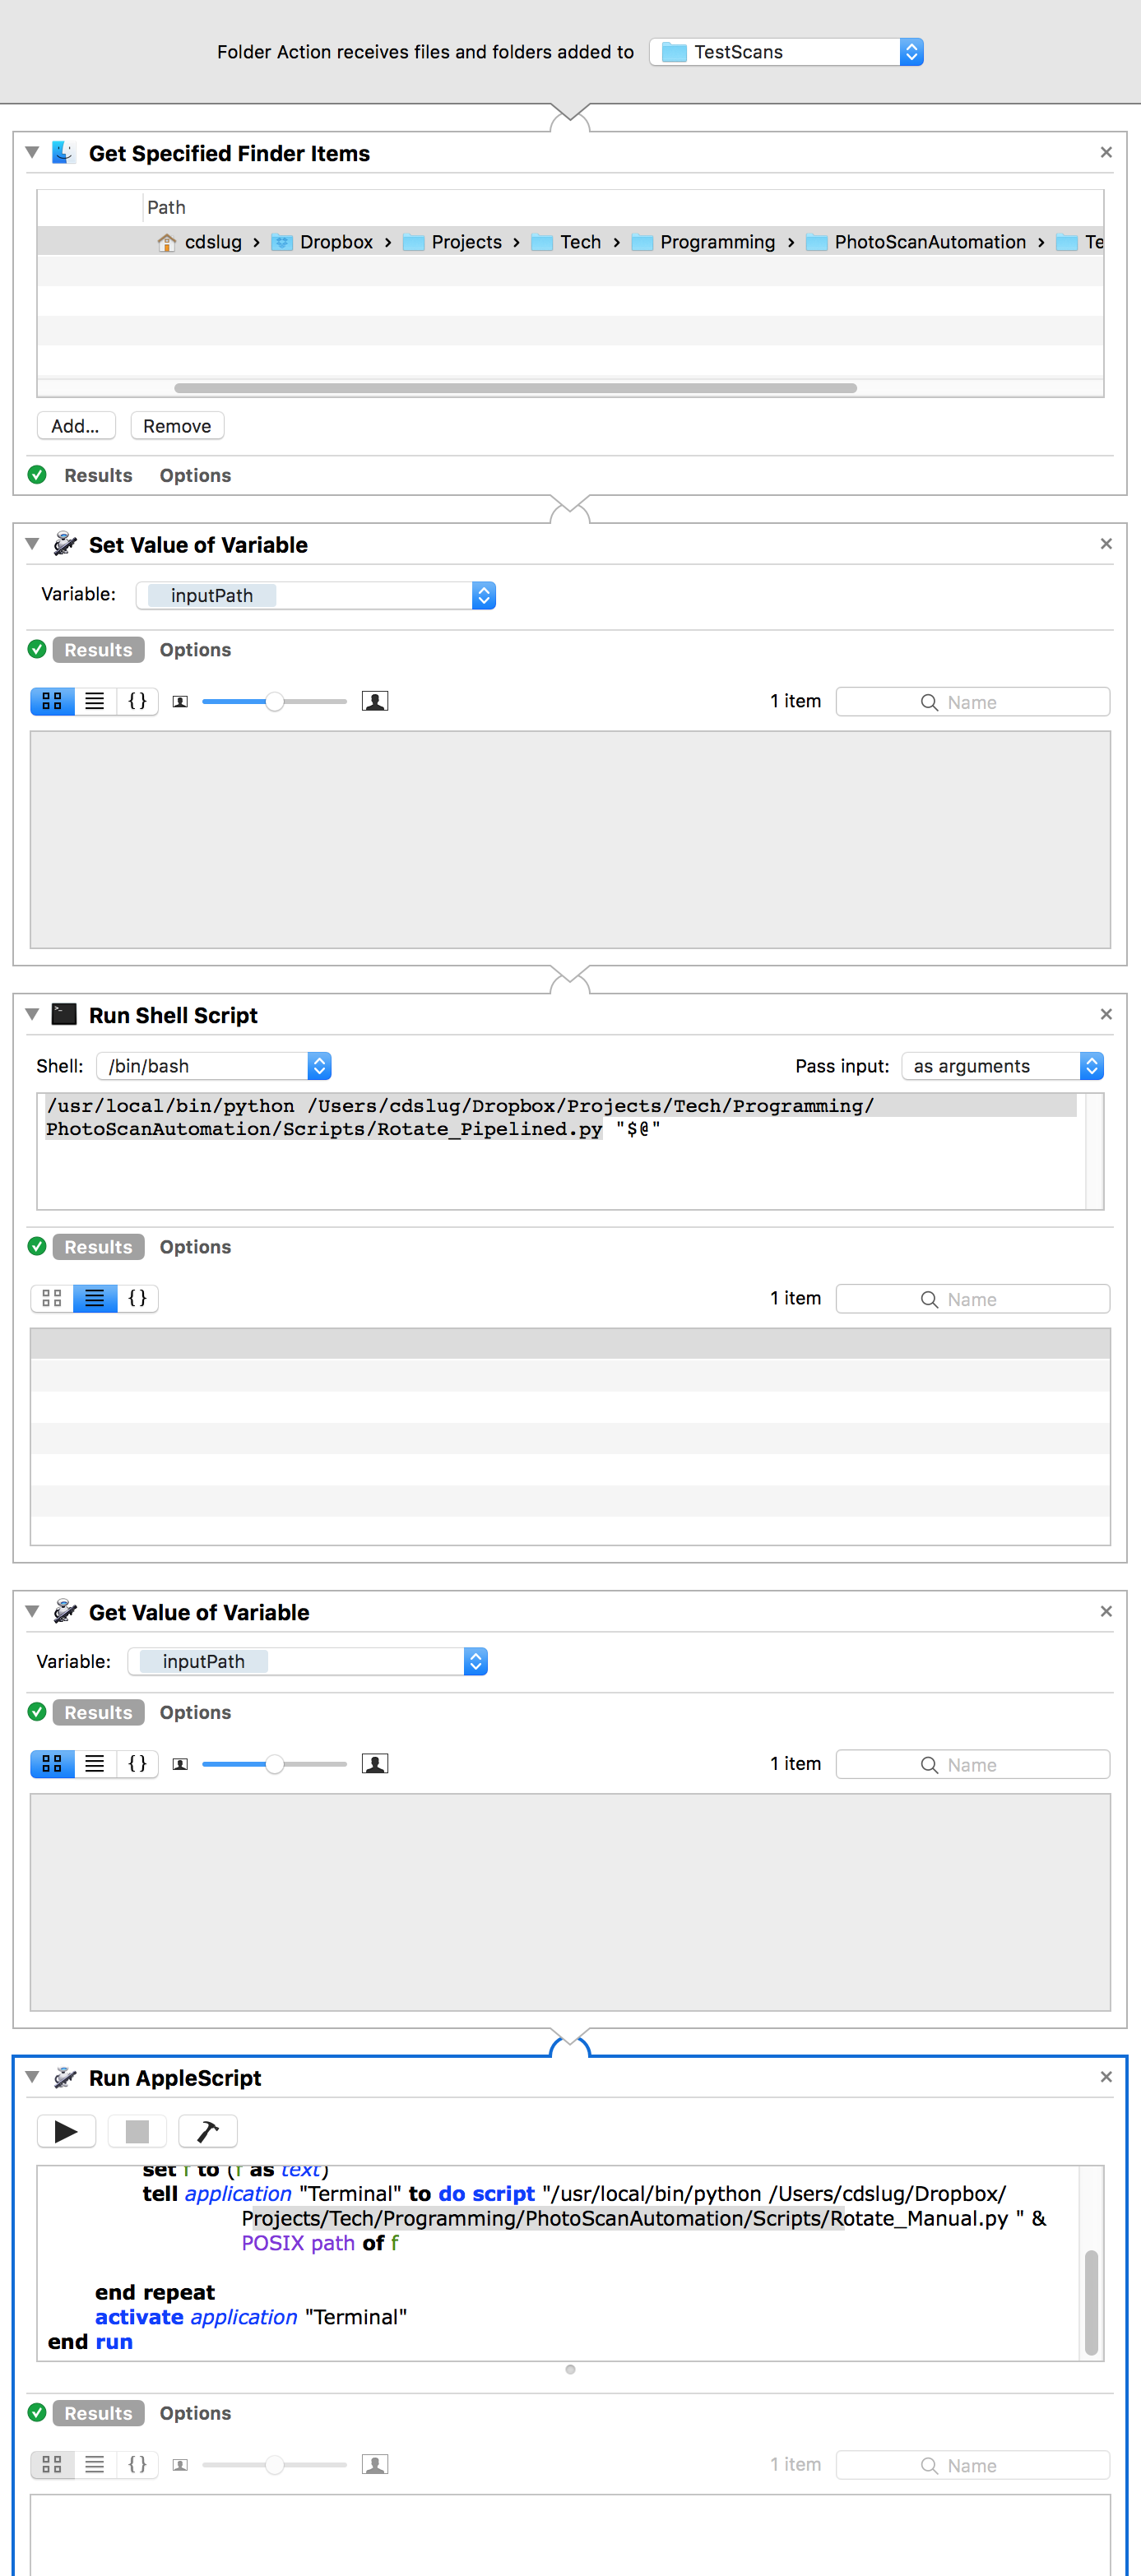 Folder Action receives files and folders added to TestScans
Get Specified Finder Items
Path
cdslug › Dropbox › Projects › Tech › Programming › PhotoScanAutomation › Te
Add... Remove
Results Options
Set Value of Variable
Variable: inputPath
Results Options
1 item Name
Run Shell Script
Shell: /bin/bash Pass input: as arguments
/usr/local/bin/python /Users/cdslug/Dropbox/Projects/Tech/Programming/
PhotoScanAutomation/Scripts/Rotate_Pipelined.py "$@"
Results Options
1 item Name
Get Value of Variable
Variable: inputPath
Results Options
1 item Name
Run AppleScript
set f to (f as text)
tell application "Terminal" to do script "/usr/local/bin/python /Users/cdslug/Dropbox/
Projects/Tech/Programming/PhotoScanAutomation/Scripts/Rotate_Manual.py " &
POSIX path of f
end repeat
activate application "Terminal"
end run
Results Options
1 item Name